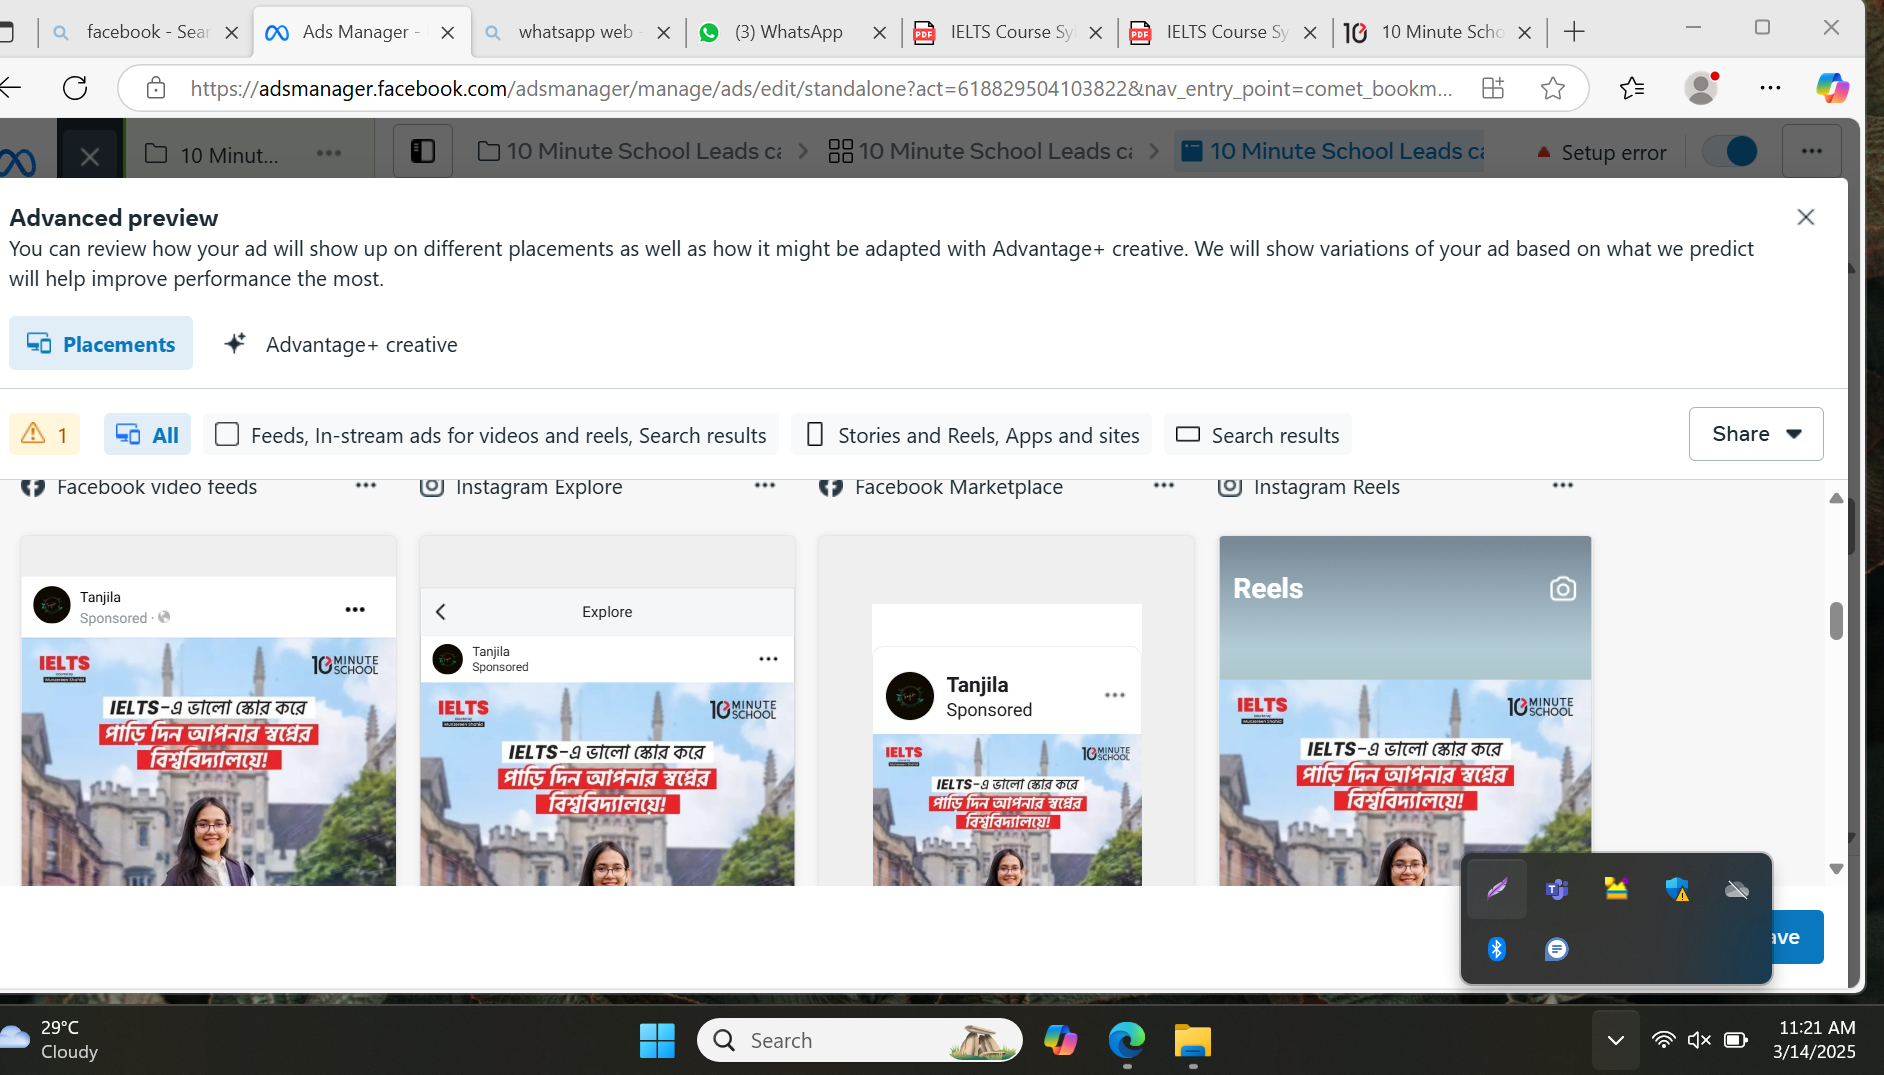 facebook - Sear
Ads Manager -
whatsapp web -
(3) WhatsApp
IELTS Course Sy
IELTS Course Sy
10 Minute Scho
https://adsmanager.facebook.com/adsmanager/manage/ads/edit/standalone?act=618829504103822&nav_entry_point=comet_bookm...
10 Minut...
10 Minute School Leads ca
10 Minute School Leads ca
10 Minute School Leads ca
Setup error
Advanced preview
You can review how your ad will show up on different placements as well as how it might be adapted with Advantage+ creative. We will show variations of your ad based on what we predict
will help improve performance the most.
Placements
Advantage+ creative
1
All
Feeds, In-stream ads for videos and reels, Search results
Stories and Reels, Apps and sites
Search results
Share
Facebook video feeds
Instagram Explore
Facebook Marketplace
Instagram Reels
Tanjila
Sponsored ·
IELTS
10 MINUTE
SCHOOL
IELTS-এ ভালো স্কোর করে
পাড়ি দিন আপনার স্বপ্নের
বিশ্ববিদ্যালয়ে!
Explore
Tanjila
Sponsored
IELTS
10 MINUTE
SCHOOL
IELTS-এ ভালো স্কোর করে
পাড়ি দিন আপনার স্বপ্নের
বিশ্ববিদ্যালয়ে!
Tanjila
Sponsored
IELTS
10 MINUTE
SCHOOL
IELTS-এ ভালো স্কোর করে
পাড়ি দিন আপনার স্বপ্নের
বিশ্ববিদ্যালয়ে!
Reels
IELTS
10 MINUTE
SCHOOL
IELTS-এ ভালো স্কোর করে
পাড়ি দিন আপনার স্বপ্নের
বিশ্ববিদ্যালয়ে!
ave
29°C
Cloudy
Search
11:21 AM
3/14/2025